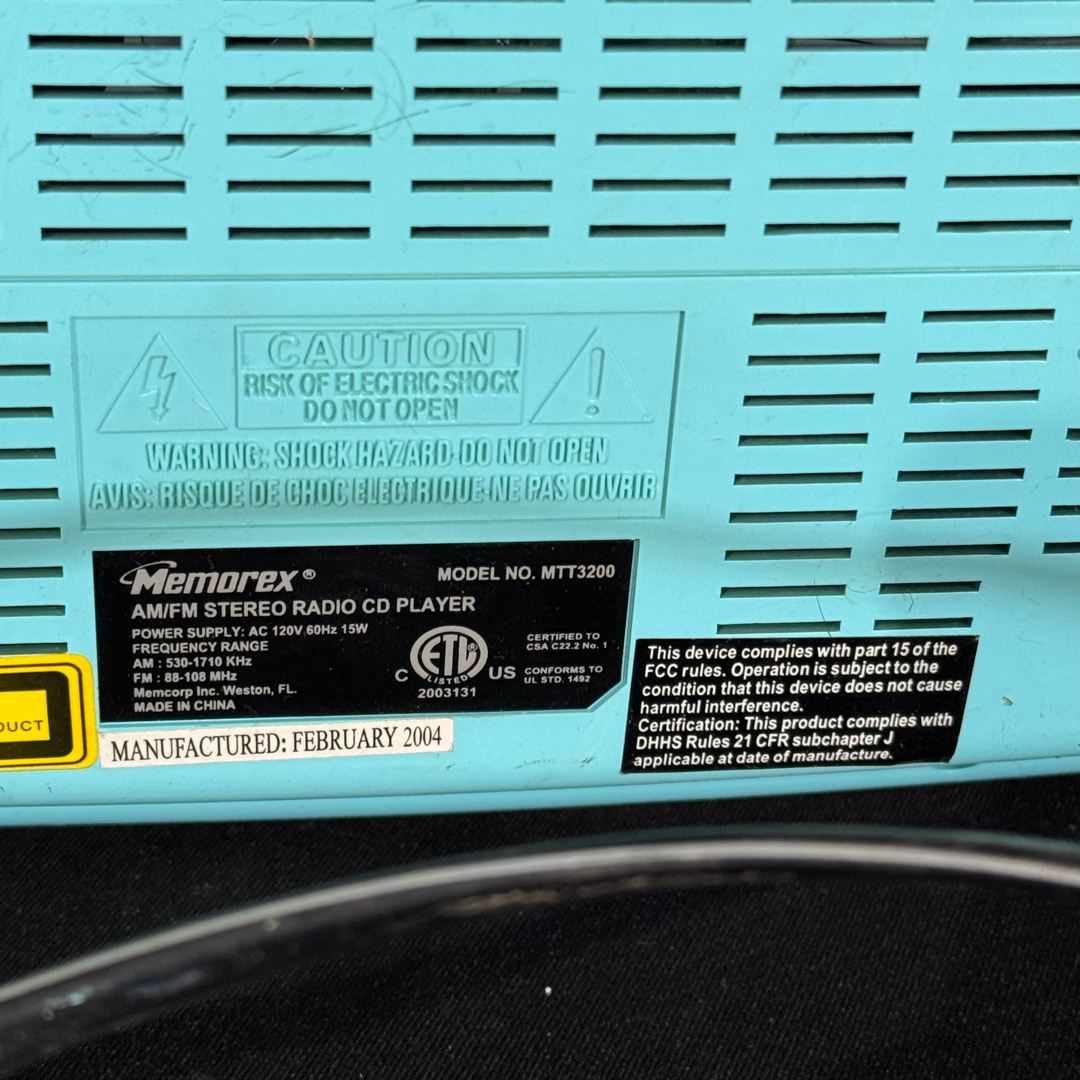 CAUTION
RISK OF ELECTRIC SHOCK
DO NOT OPEN
WARNING: SHOCK HAZARD-DO NOT OPEN
AVIS: RISQUE DE CHOC ELECTRIQUE-NE PAS OUVRIR
Memorex®
MODEL NO. MTT3200
AM/FM STEREO RADIO CD PLAYER
POWER SUPPLY: AC 120V 60Hz 15W
FREQUENCY RANGE
AM : 530-1710 KHz
FM : 88-108 MHz
Memcorp Inc. Weston, FL.
MADE IN CHINA
C ETL US
LISTED
2003131
CERTIFIED TO
CSA C22.2 No. 1
CONFORMS TO
UL STD. 1492
This device complies with part 15 of the
FCC rules. Operation is subject to the
condition that this device does not cause
harmful interference.
Certification: This product complies with
DHHS Rules 21 CFR subchapter J
applicable at date of manufacture.
DUCT
MANUFACTURED: FEBRUARY 2004